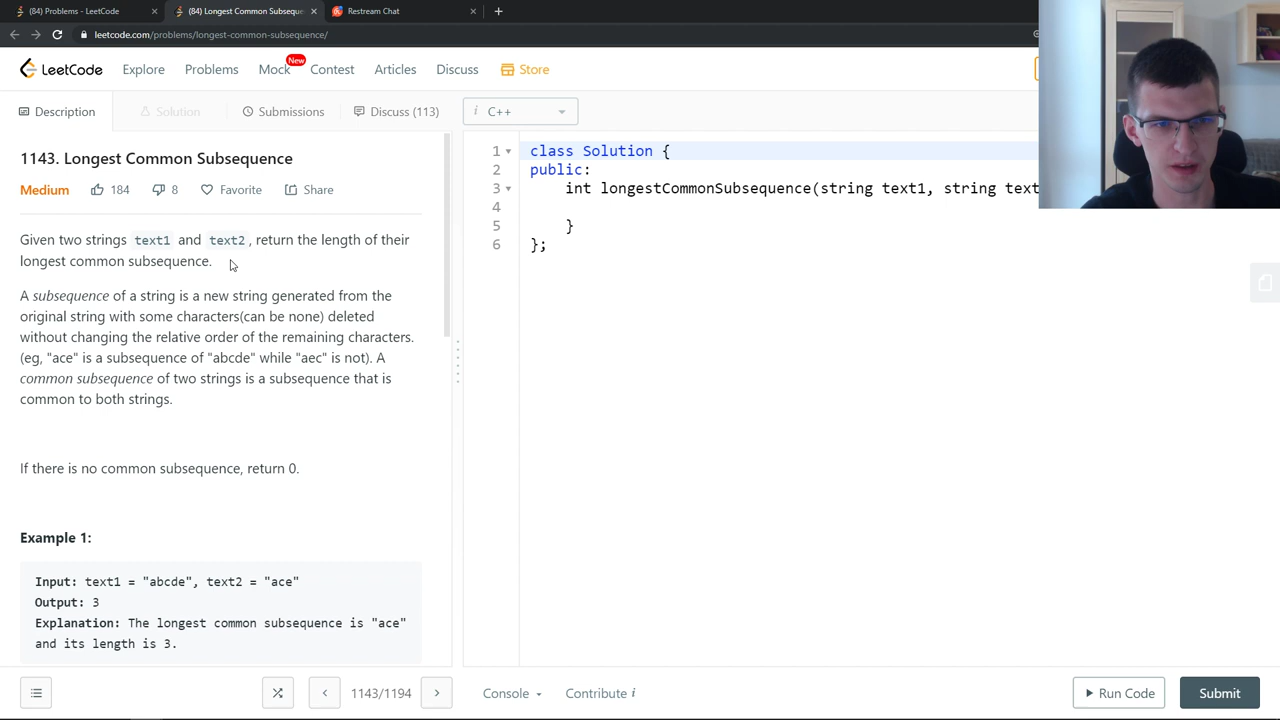 (84) Problems - LeetCode
(84) Longest Common Subseque
Restream Chat
leetcode.com/problems/longest-common-subsequence/
LeetCode
Explore
Problems
Mock
New
Contest
Articles
Discuss
Store
Description
Solution
Submissions
Discuss (113)
i C++
1143. Longest Common Subsequence
Medium 184 8 Favorite Share
Given two strings text1 and text2, return the length of their
longest common subsequence.
A subsequence of a string is a new string generated from the
original string with some characters(can be none) deleted
without changing the relative order of the remaining characters.
(eg, "ace" is a subsequence of "abcde" while "aec" is not). A
common subsequence of two strings is a subsequence that is
common to both strings.
If there is no common subsequence, return 0.
Example 1:
Input: text1 = "abcde", text2 = "ace"
Output: 3
Explanation: The longest common subsequence is "ace"
and its length is 3.
1 class Solution {
2 public:
3 int longestCommonSubsequence(string text1, string text
4
5 }
6 };
1143/1194
Console
Contribute i
Run Code
Submit